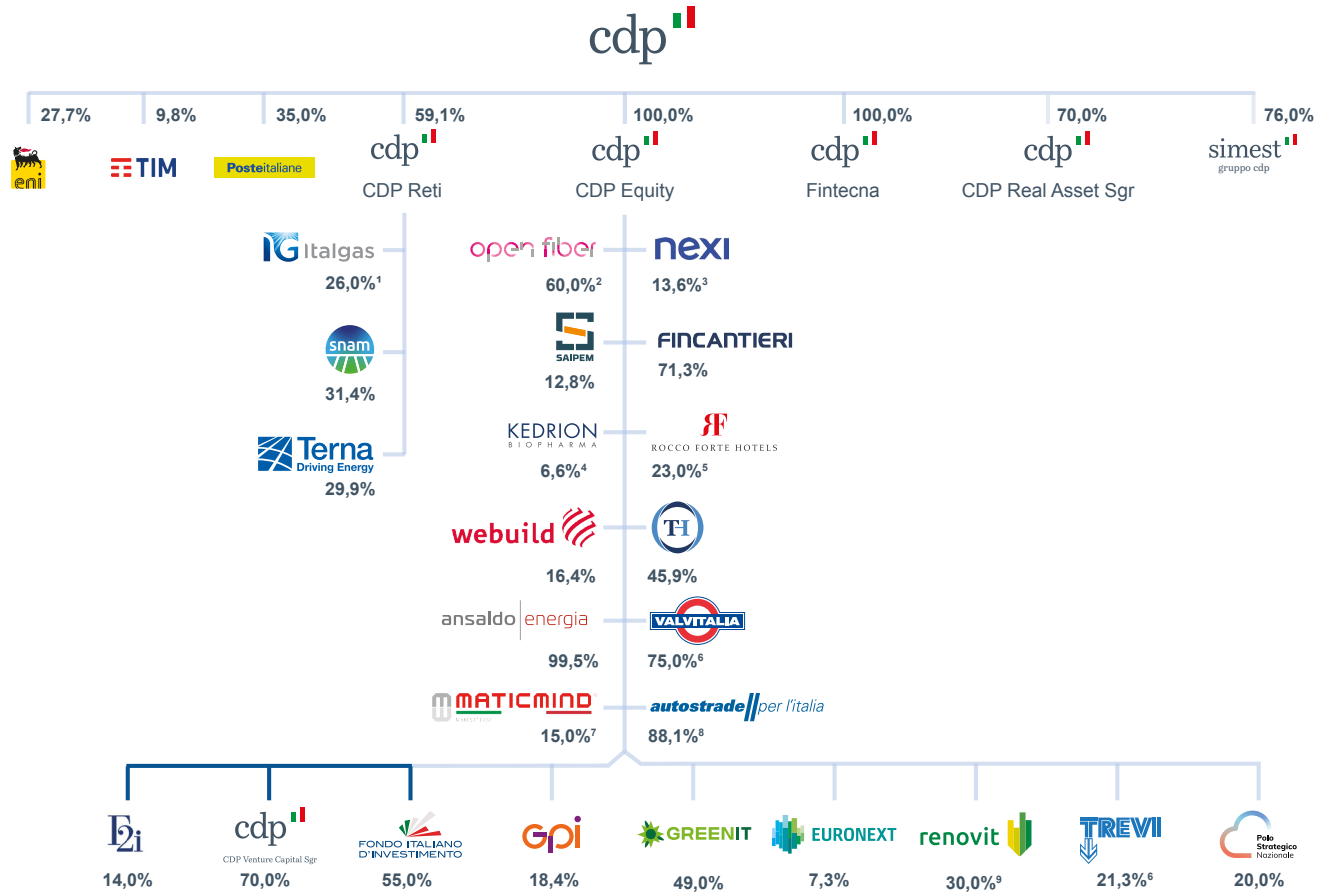 cdp
27,7% 9,8% 35,0% 59,1% 100,0% 100,0% 70,0% 76,0%
eni TIM Posteitaliane cdp cdp cdp cdp simest
gruppo cdp
CDP Reti CDP Equity Fintecna CDP Real Asset Sgr
IG Italgas open fiber nexi
26,0%¹ 60,0%² 13,6%³
snam SAIPEM FINCANTIERI
31,4% 12,8% 71,3%
KEDRION RF
BIOPHARMA ROCCO FORTE HOTELS
Terna
Driving Energy
29,9% 6,6%⁴ 23,0%⁵
webuild TH
16,4% 45,9%
ansaldo energia VALVITALIA
99,5% 75,0%⁶
MATICMIND autostrade per l'italia
15,0%⁷ 88,1%⁸
F2i cdp FONDO ITALIANO gpi GREENIT EURONEXT renovit TREVI Polo
CDP Venture Capital Sgr D'INVESTIMENTO Strategico
Nazionale
14,0% 70,0% 55,0% 18,4% 49,0% 7,3% 30,0%⁹ 21,3%⁶ 20,0%